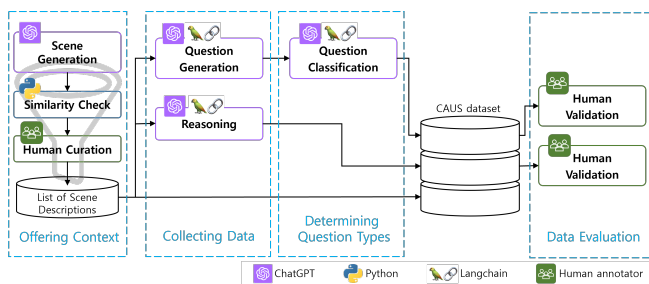 Scene
Generation
Similarity Check
Human Curation
List of Scene
Descriptions
Offering Context
Question
Generation
Reasoning
Collecting Data
Question
Classification
Determining
Question Types
CAUS dataset
Human
Validation
Human
Validation
Data Evaluation
ChatGPT
Python
Langchain
Human annotator